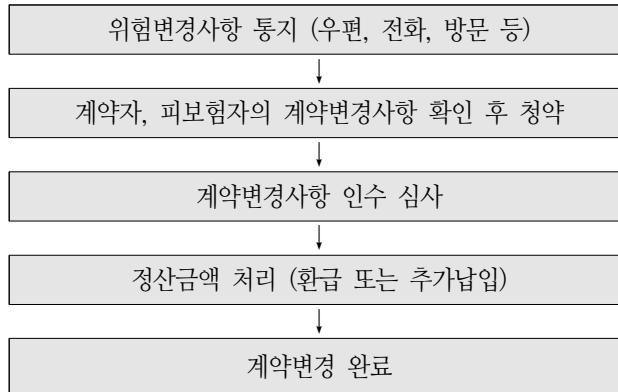 위험변경사항 통지 (우편, 전화, 방문 등)
계약자, 피보험자의 계약변경사항 확인 후 청약
계약변경사항 인수 심사
정산금액 처리 (환급 또는 추가납입)
계약변경 완료